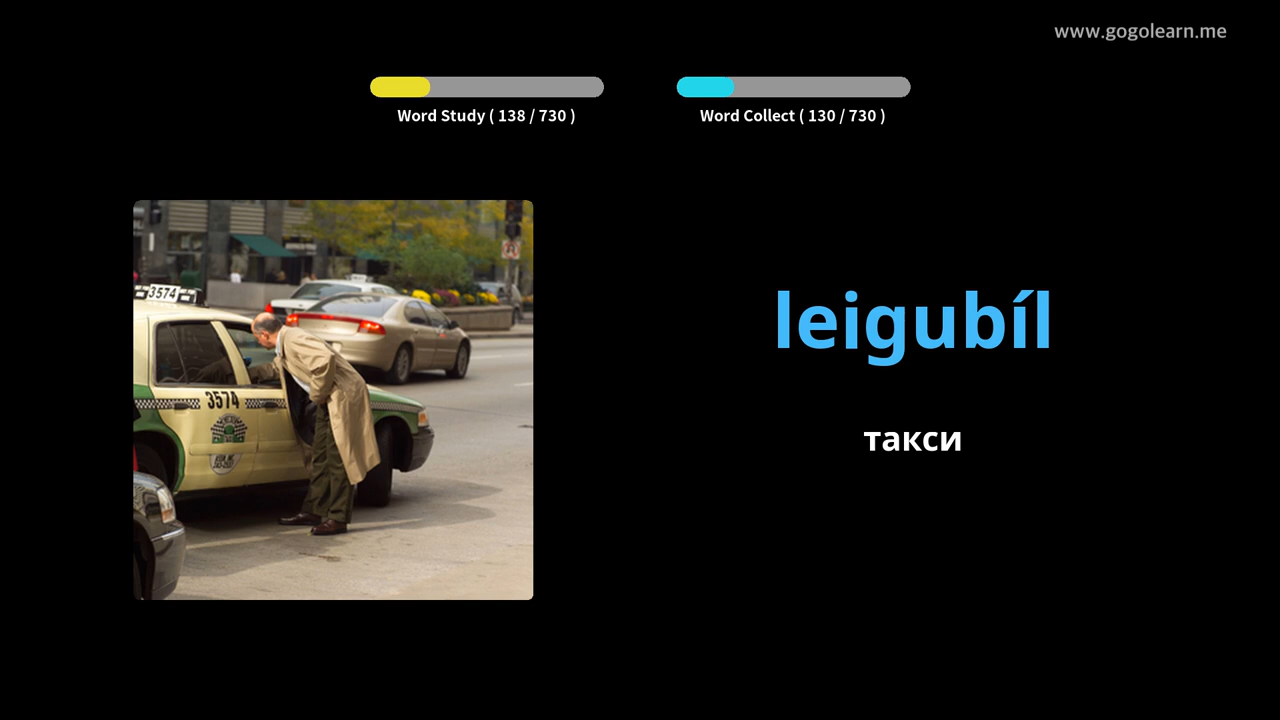 www.gogolearn.me
Word Study ( 138 / 730 )
Word Collect ( 130 / 730 )
3574
3574
leigubíl
такси